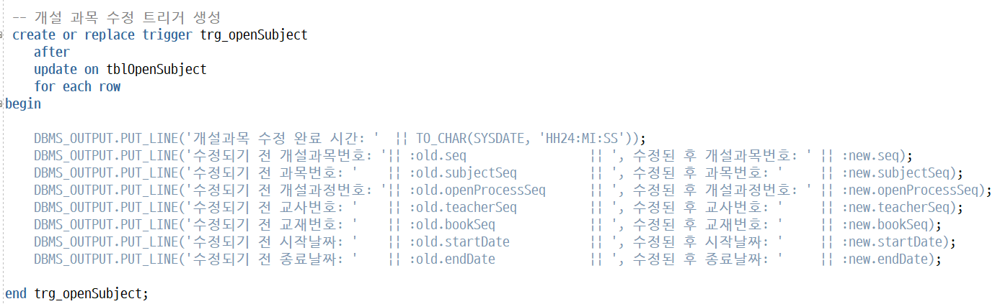 -- 개설 과목 수정 트리거 생성
create or replace trigger trg_openSubject
after
update on tblOpenSubject
for each row
begin
DBMS_OUTPUT.PUT_LINE('개설과목 수정 완료 시간: '  || TO_CHAR(SYSDATE, 'HH24:MI:SS'));
DBMS_OUTPUT.PUT_LINE('수정되기 전 개설과목번호: '|| :old.seq || ', 수정된 후 개설과목번호: ' || :new.seq);
DBMS_OUTPUT.PUT_LINE('수정되기 전 과목번호: ' || :old.subjectSeq || ', 수정된 후 과목번호: ' || :new.subjectSeq);
DBMS_OUTPUT.PUT_LINE('수정되기 전 개설과정번호: '|| :old.openProcessSeq || ', 수정된 후 개설과정번호: ' || :new.openProcessSeq);
DBMS_OUTPUT.PUT_LINE('수정되기 전 교사번호: ' || :old.teacherSeq || ', 수정된 후 교사번호: ' || :new.teacherSeq);
DBMS_OUTPUT.PUT_LINE('수정되기 전 교재번호: ' || :old.bookSeq || ', 수정된 후 교재번호: ' || :new.bookSeq);
DBMS_OUTPUT.PUT_LINE('수정되기 전 시작날짜: ' || :old.startDate || ', 수정된 후 시작날짜: ' || :new.startDate);
DBMS_OUTPUT.PUT_LINE('수정되기 전 종료날짜: ' || :old.endDate || ', 수정된 후 종료날짜: ' || :new.endDate);
end trg_openSubject;